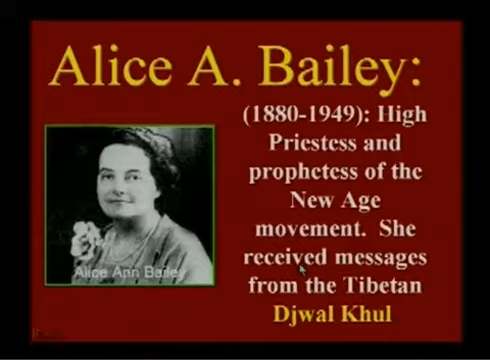 Alice A. Bailey:
(1880-1949): High
Priestess and
prophetess of the
New Age
movement. She
received messages
from the Tibetan
Djwal Khul
Alice Ann Bailey